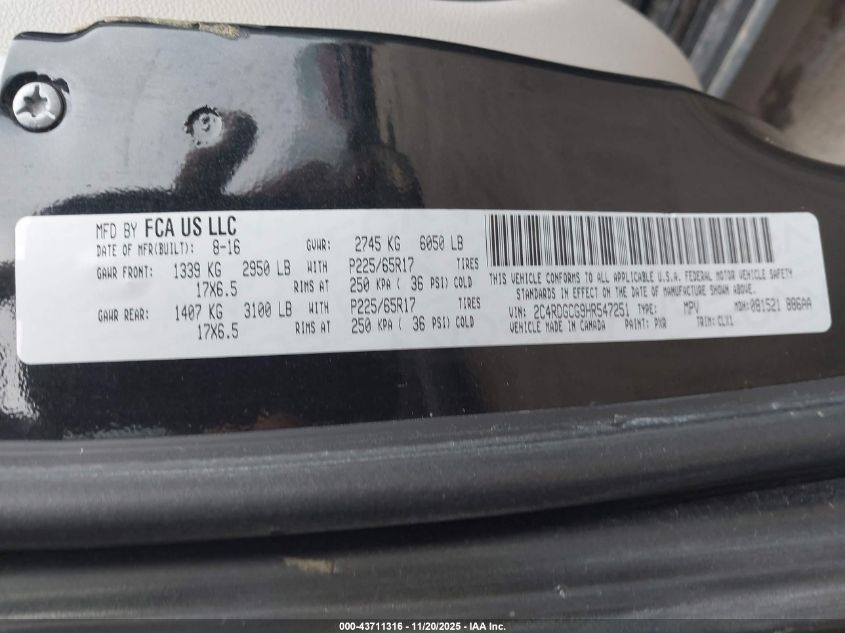 MFD BY FCA US LLC
DATE OF MFR(BUILT): 8-16 GVWR: 2745 KG 6050 LB
GAWR FRONT: 1339 KG 2950 LB WITH P225/65R17 TIRES
17X6.5 RIMS AT 250 KPA ( 36 PSI) COLD
GAWR REAR: 1407 KG 3100 LB WITH P225/65R17 TIRES
17X6.5 RIMS AT 250 KPA ( 36 PSI) COLD
THIS VEHICLE CONFORMS TO ALL APPLICABLE U.S.A. FEDERAL MOTOR VEHICLE SAFETY
STANDARDS IN EFFECT ON THE DATE OF MANUFACTURE SHOWN ABOVE.
VIN: 2C4RDGCG9HR547251 TYPE: MPV MDH: 081521 886AA
VEHICLE MADE IN CANADA PAINT: PXR TRIM: CLX1
000-43711316 - 11/20/2025 - IAA Inc.